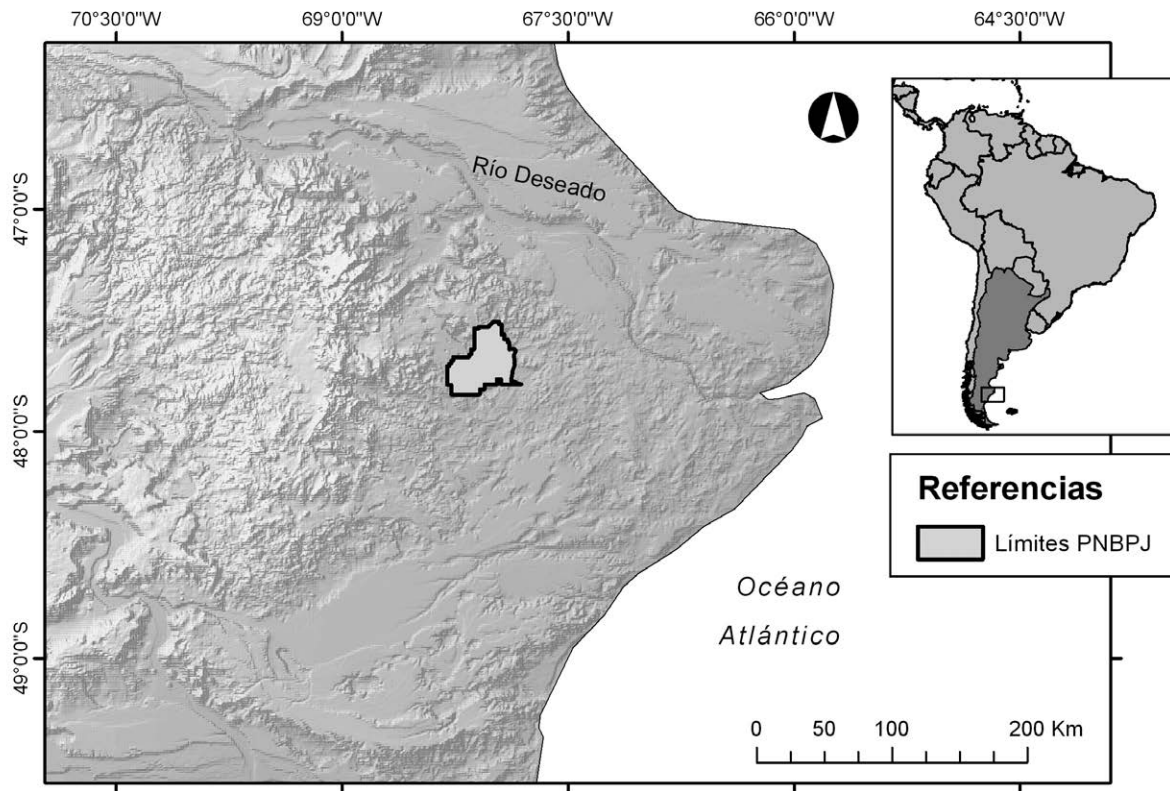 70°30'0"W
69°0'0"W
67°30'0"W
66°0'0"W
64°30'0"W
47°0'0"S
48°0'0"S
49°0'0"S
Río Deseado
Referencias
Límites PNBPJ
Océano
Atlántico
0 50 100 200 Km